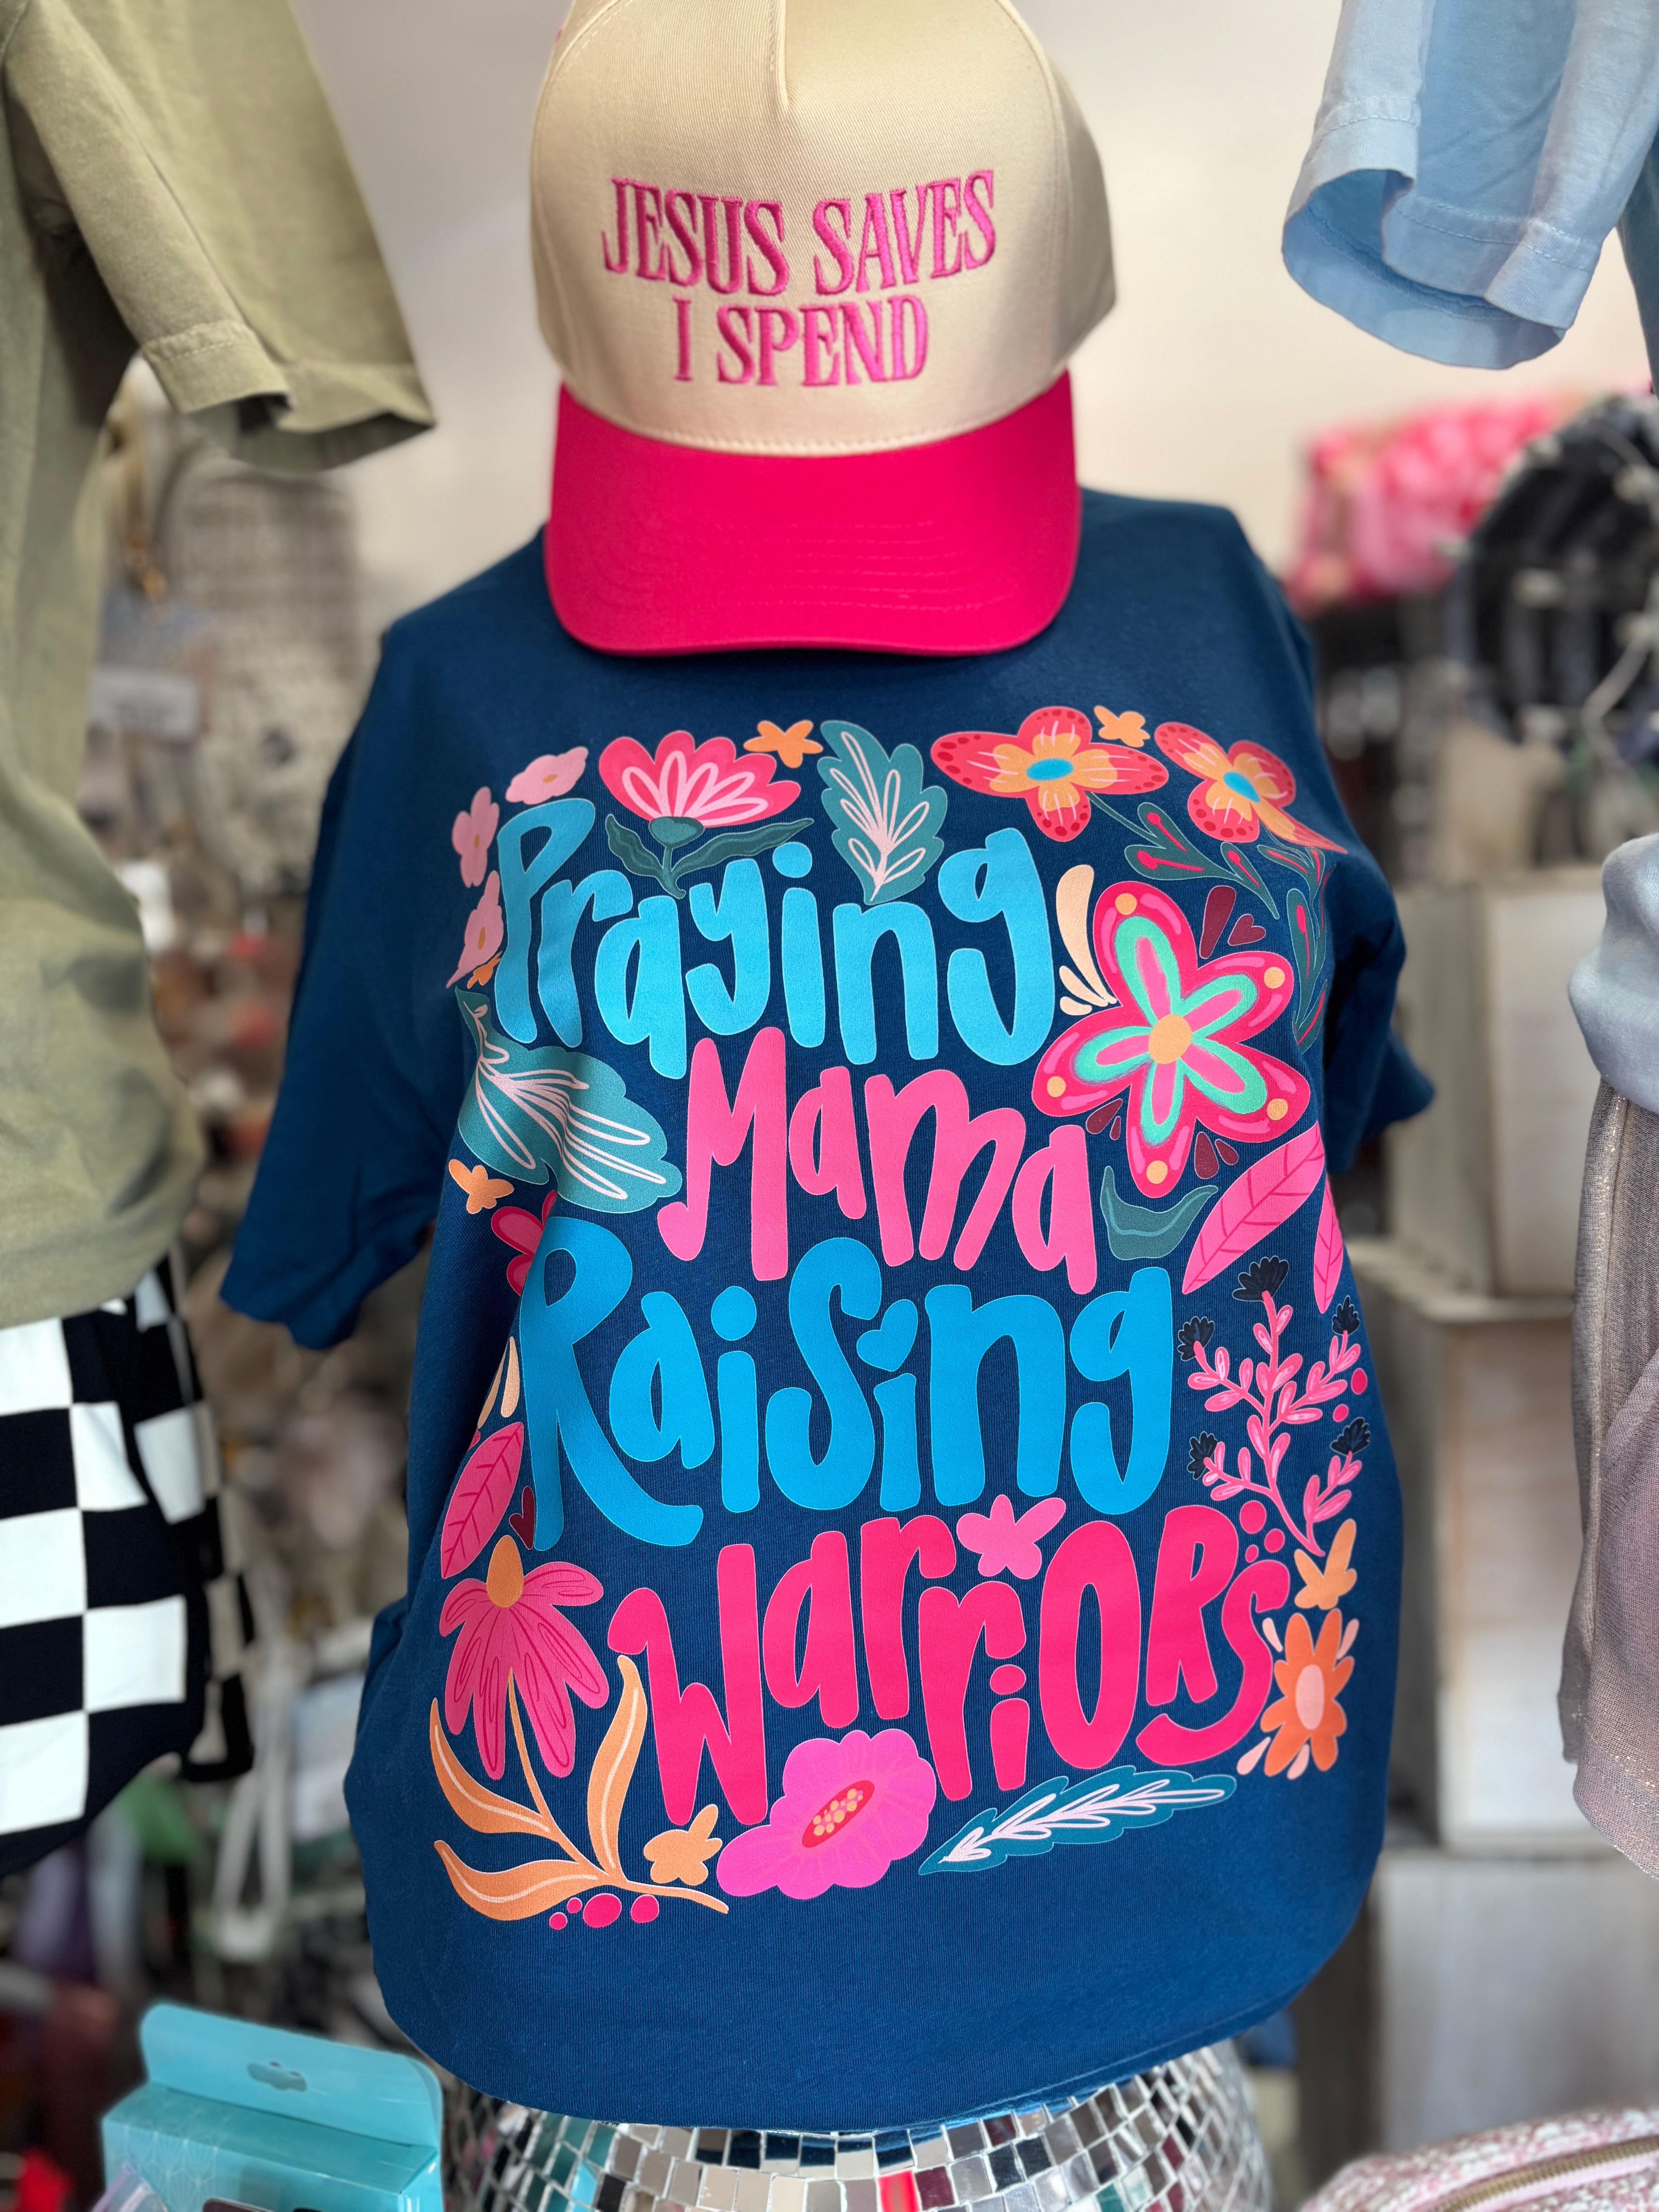 JESUS SAVES
I SPEND
Praying
Mama
Raising
WarriORS